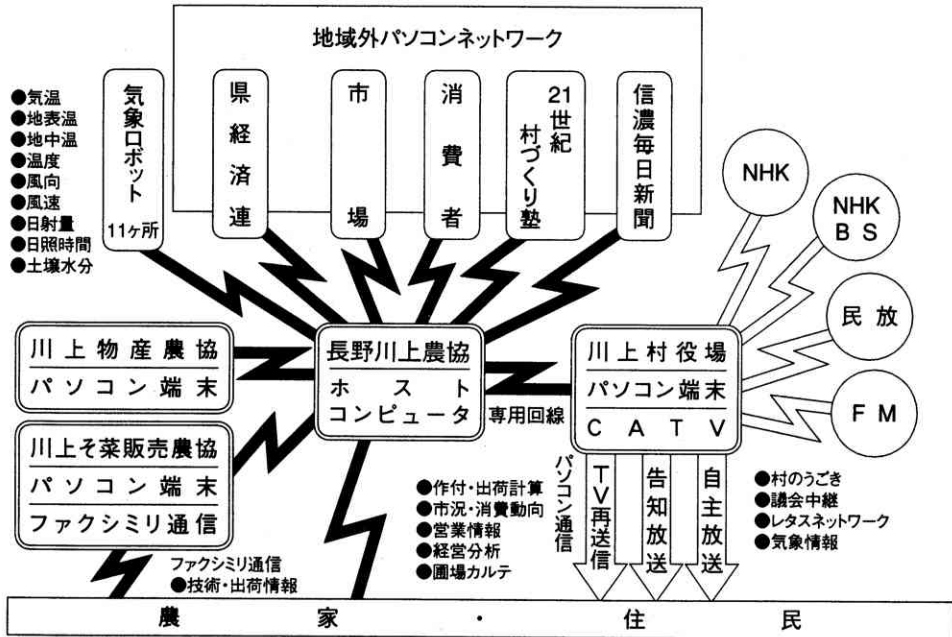 地域外パソコンネットワーク
●気温
●地表温
●地中温
●温度
●風向
●風速
●日射量
●日照時間
●土壌水分
気象ロボット
11ヶ所
県経済連
市場
消費者
21世紀
村づくり塾
信濃毎日新聞
NHK
NHK
BS
民放
FM
川上物産農協
パソコン端末
長野川上農協
ホスト
コンピュータ
専用回線
川上村役場
パソコン端末
CATV
川上そ菜販売農協
パソコン端末
ファクシミリ通信
ファクシミリ通信
●技術・出荷情報
●作付・出荷計算
●市況・消費動向
●営業情報
●経営分析
●圃場カルテ
パソコン通信
TV再送信
告知放送
自主放送
●村のうごき
●議会中継
●レタスネットワーク
●気象情報
農家・住民